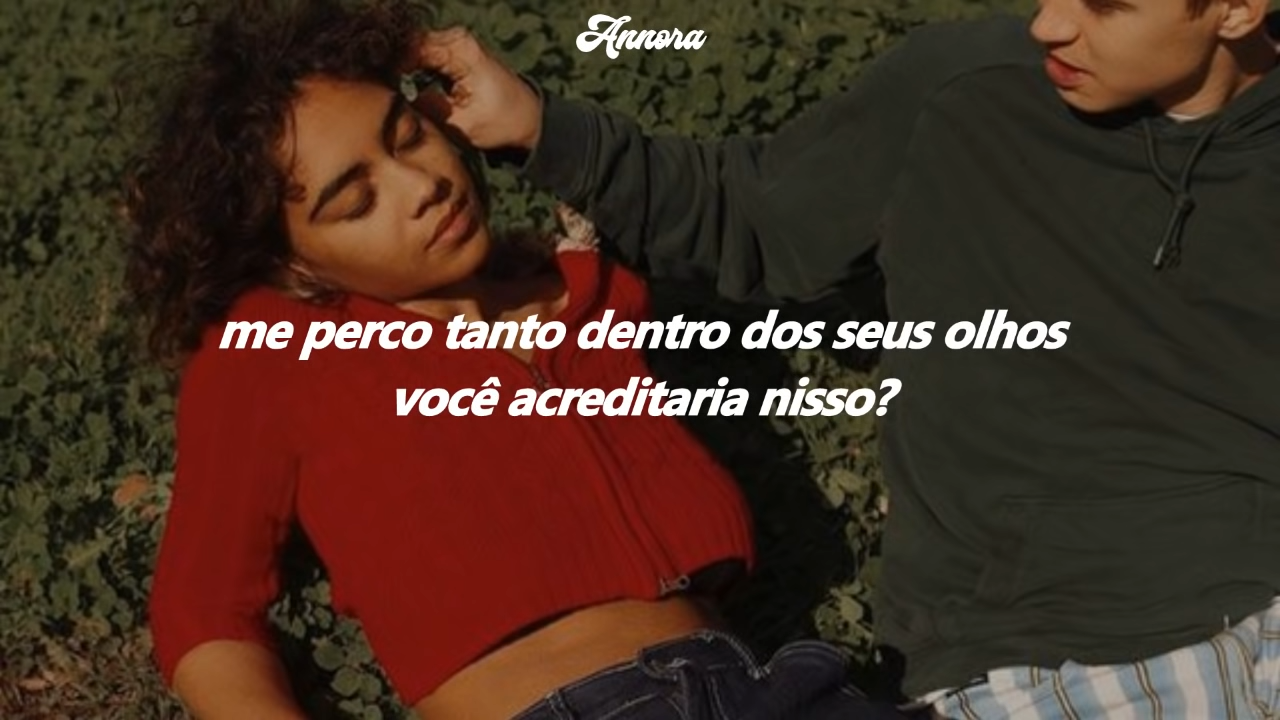 Annora
me perco tanto dentro dos seus olhos
você acreditaria nisso?